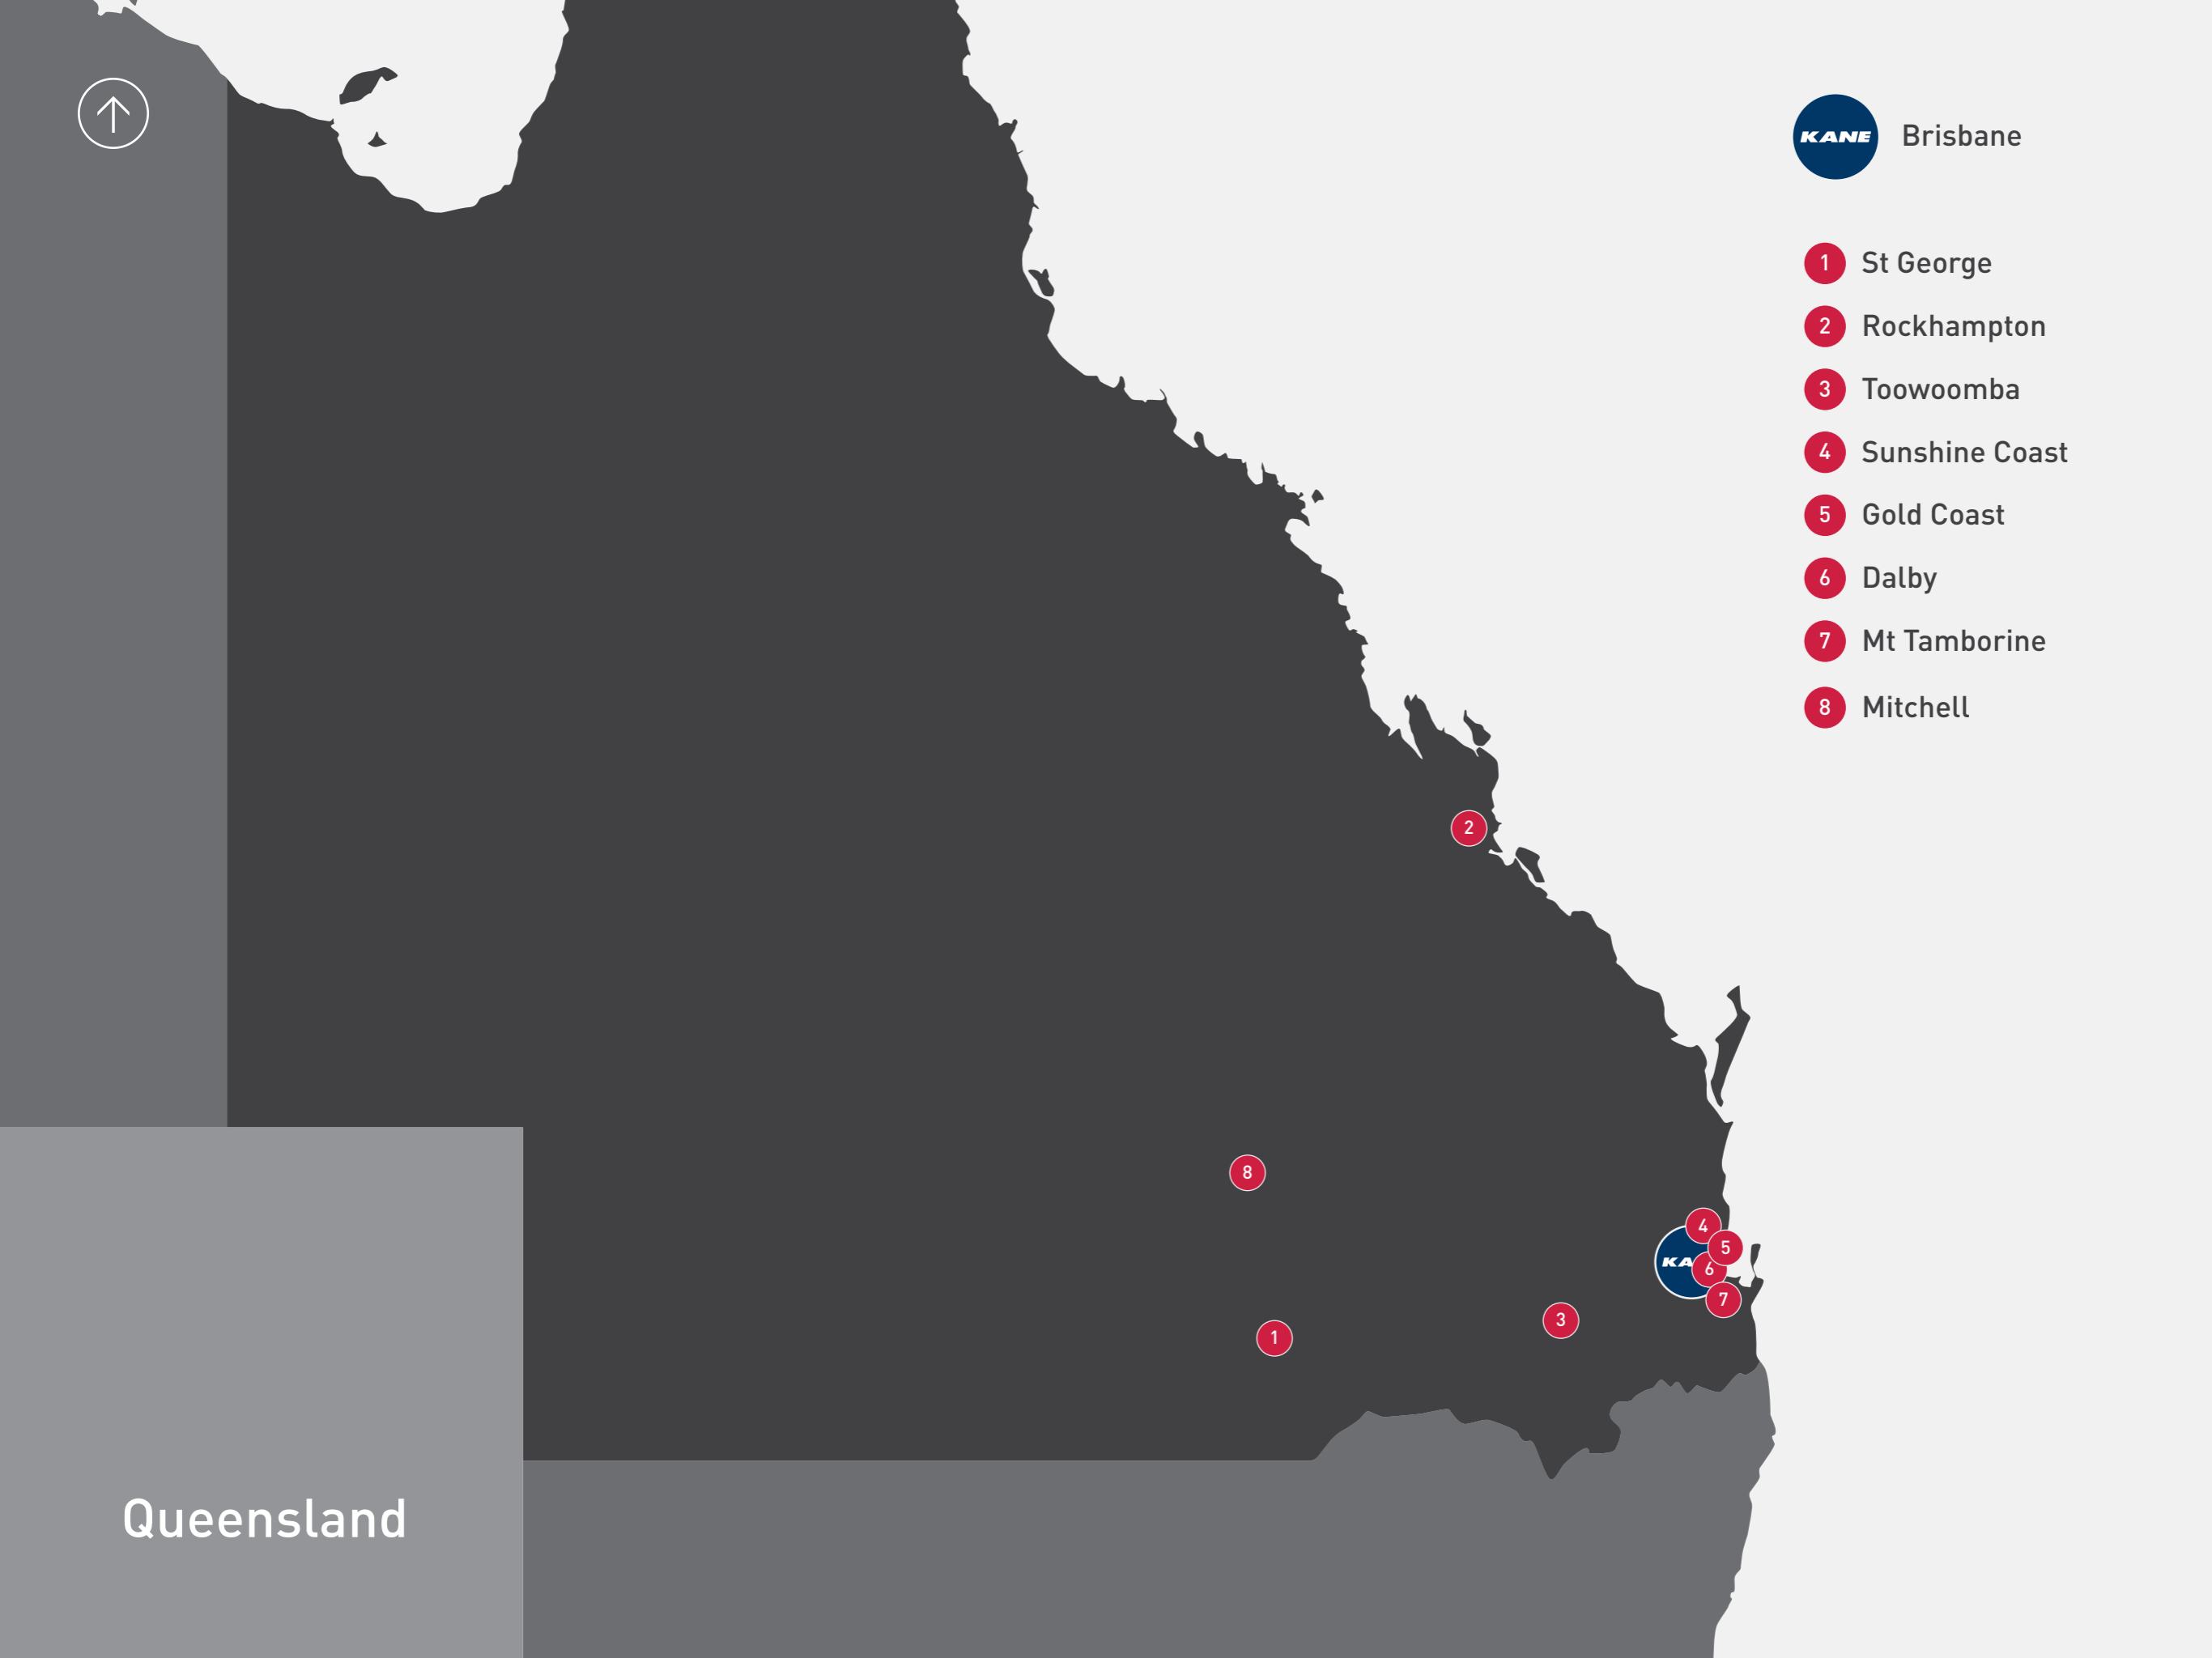 KANE Brisbane
1 St George
2 Rockhampton
3 Toowoomba
4 Sunshine Coast
5 Gold Coast
6 Dalby
7 Mt Tamborine
8 Mitchell
2
8
4
5
KA
6
7
3
1
Queensland